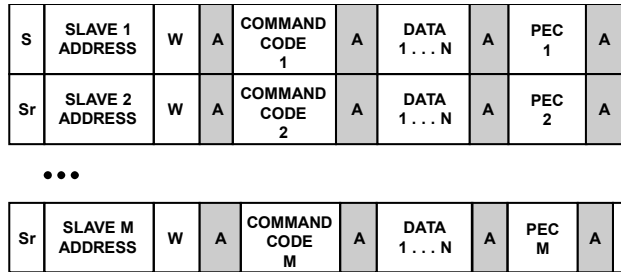 S SLAVE 1 ADDRESS W A COMMAND CODE 1 A DATA 1 . . . N A PEC 1 A
Sr SLAVE 2 ADDRESS W A COMMAND CODE 2 A DATA 1 . . . N A PEC 2 A
•••
Sr SLAVE M ADDRESS W A COMMAND CODE M A DATA 1 . . . N A PEC M A